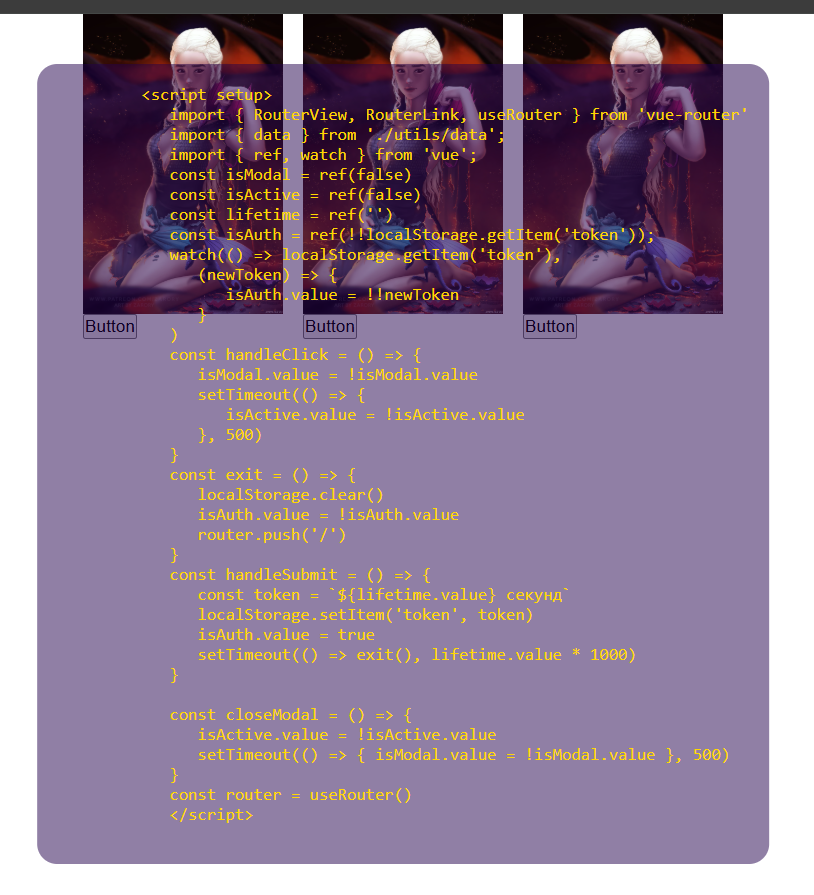 <script setup>
import { RouterView, RouterLink, useRouter } from 'vue-router'
import { data } from './utils/data';
import { ref, watch } from 'vue';
const isModal = ref(false)
const isActive = ref(false)
const lifetime = ref('')
const isAuth = ref(!!localStorage.getItem('token'));
watch(() => localStorage.getItem('token'),
(newToken) => {
isAuth.value = !!newToken
}
Button Button Button
)
const handleClick = () => {
isModal.value = !isModal.value
setTimeout(() => {
isActive.value = !isActive.value
}, 500)
}
const exit = () => {
localStorage.clear()
isAuth.value = !isAuth.value
router.push('/')
}
const handleSubmit = () => {
const token = `${lifetime.value} секунд`
localStorage.setItem('token', token)
isAuth.value = true
setTimeout(() => exit(), lifetime.value * 1000)
}
const closeModal = () => {
isActive.value = !isActive.value
setTimeout(() => { isModal.value = !isModal.value }, 500)
}
const router = useRouter()
</script>